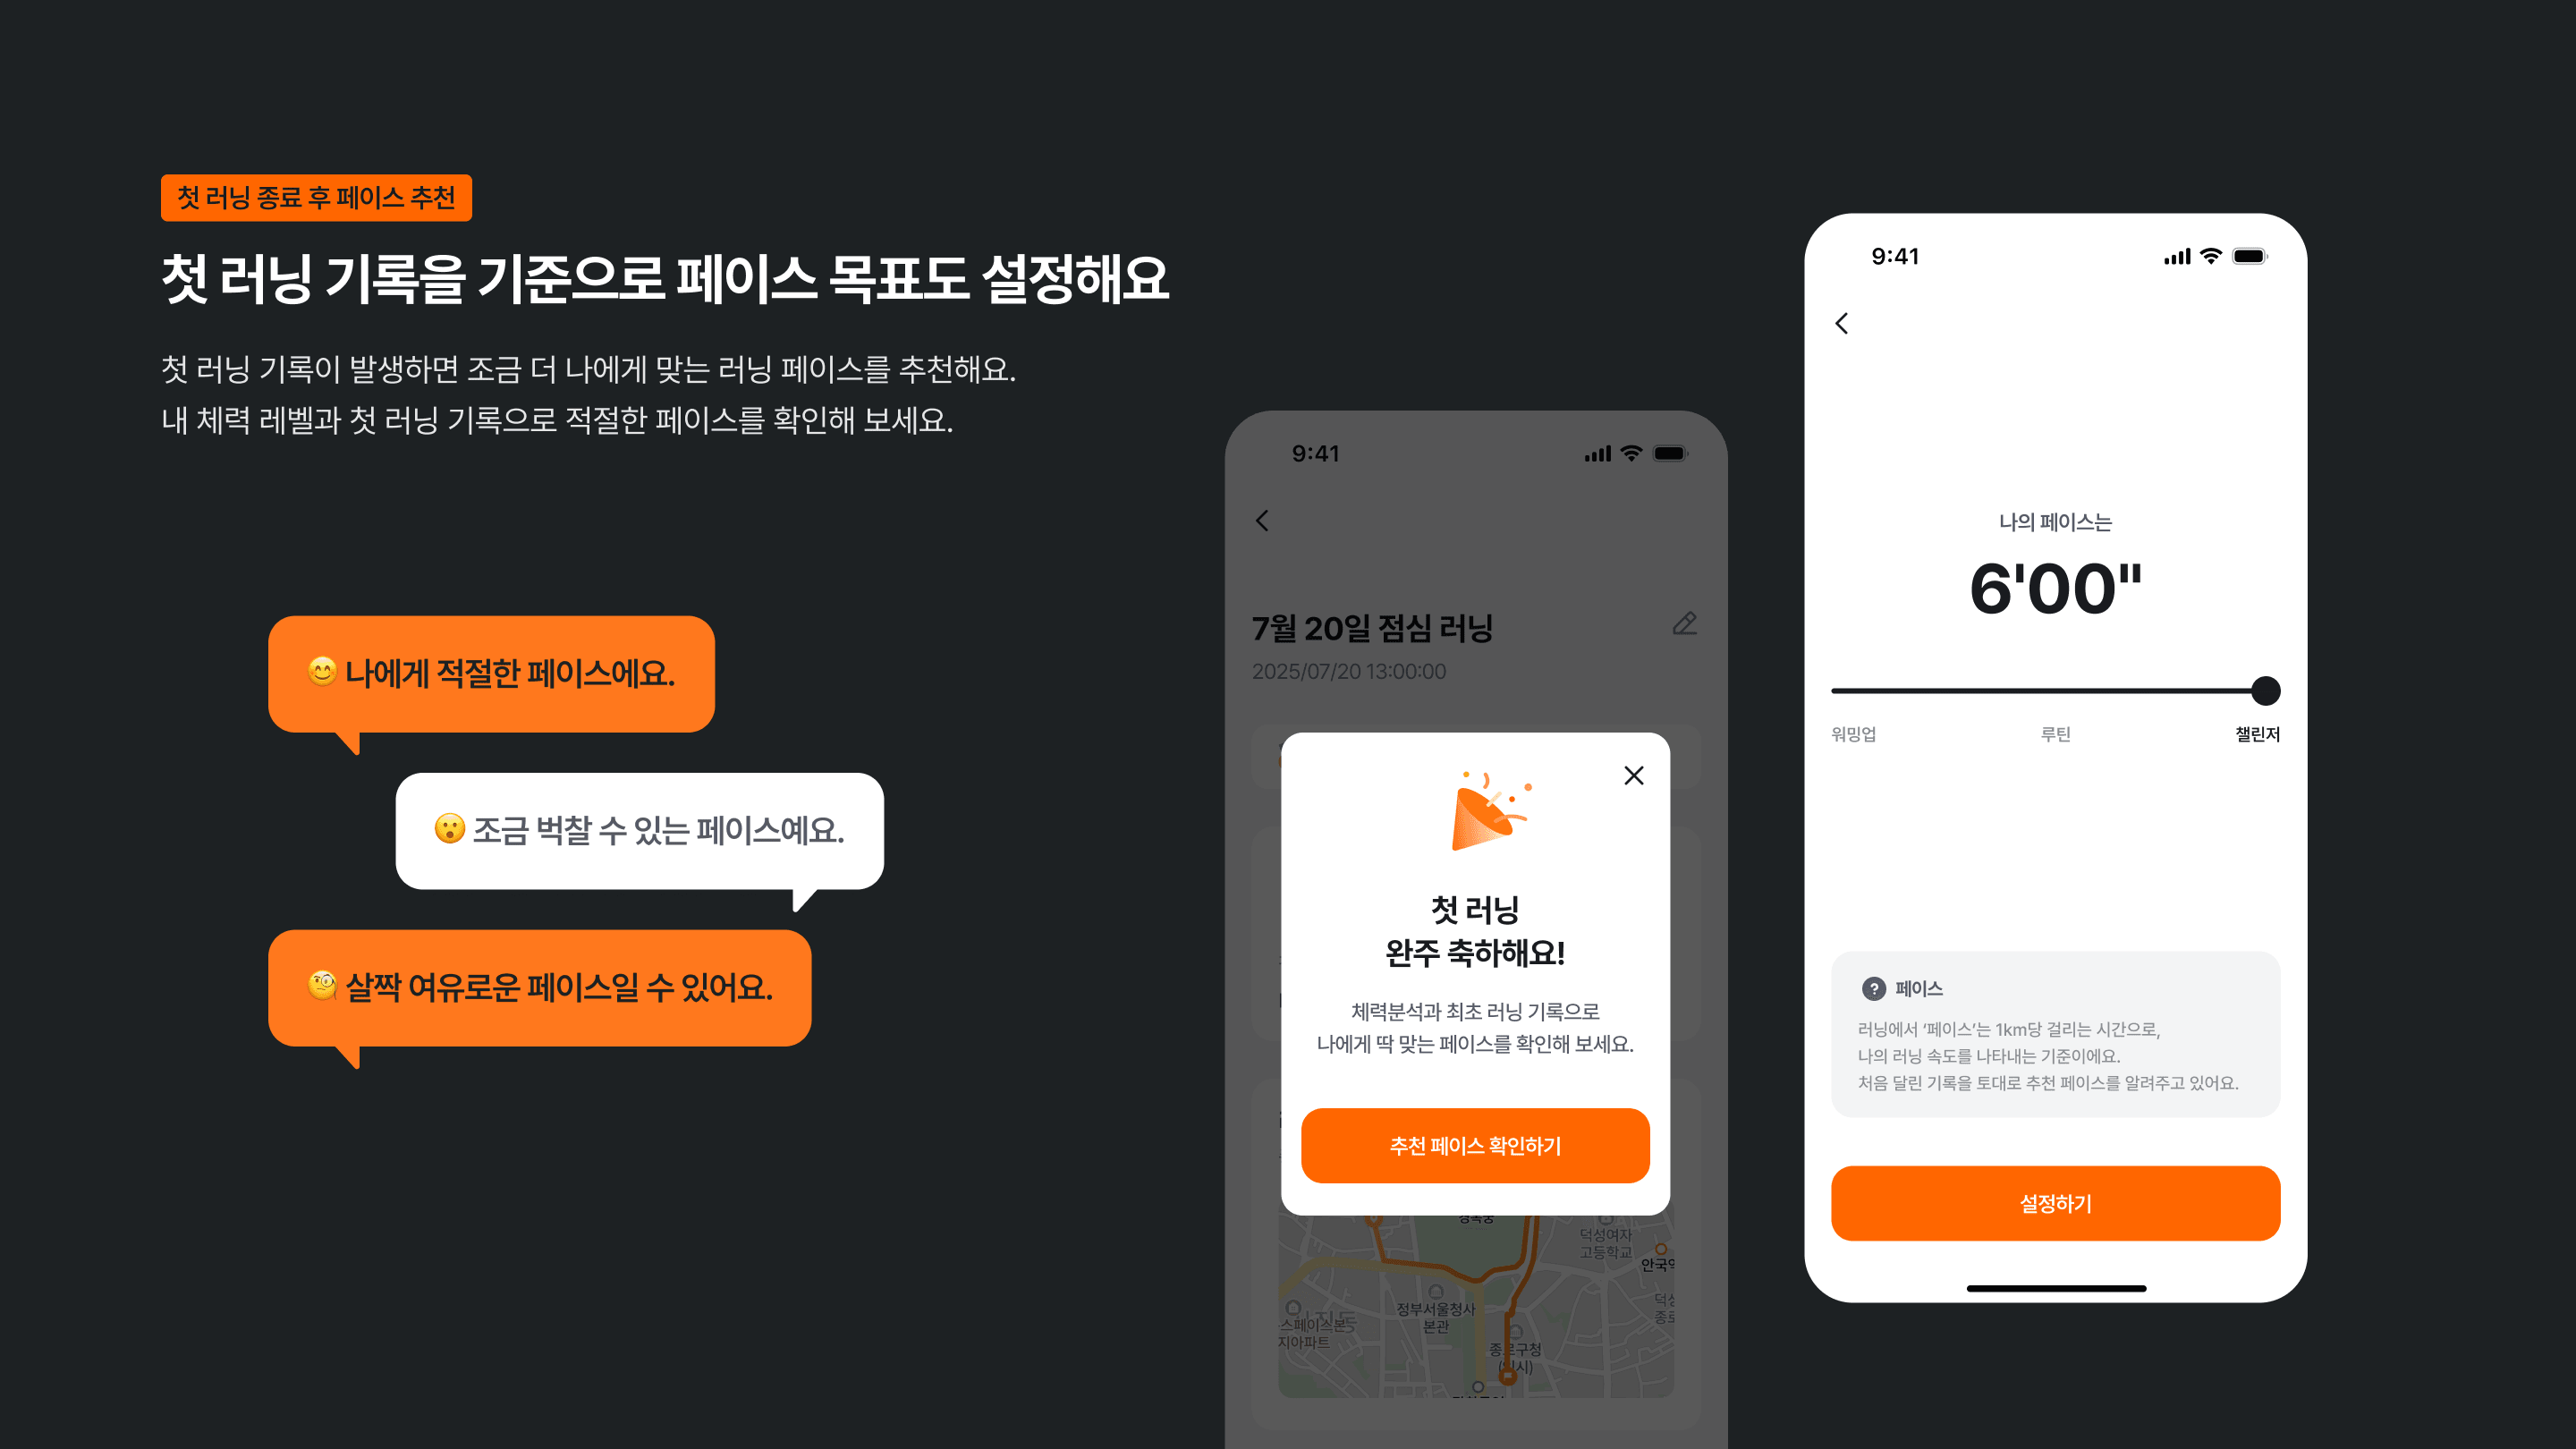 첫 러닝 종료 후 페이스 추천
첫 러닝 기록을 기준으로 페이스 목표도 설정해요
첫 러닝 기록이 발생하면 조금 더 나에게 맞는 러닝 페이스를 추천해요.
내 체력 레벨과 첫 러닝 기록으로 적절한 페이스를 확인해 보세요.
😊 나에게 적절한 페이스에요.
😮 조금 벅찰 수 있는 페이스예요.
🧐 살짝 여유로운 페이스일 수 있어요.
9:41
7월 20일 점심 러닝
2025/07/20 13:00:00
첫 러닝
완주 축하해요!
체력분석과 최초 러닝 기록으로
나에게 딱 맞는 페이스를 확인해 보세요.
추천 페이스 확인하기
경복궁
덕성여자
고등학교
안국역
정부서울청사
본관
스페이스본
지아파트
종로구청
(임시)
9:41
나의 페이스는
6'00"
워밍업
루틴
챌린저
? 페이스
러닝에서 ‘페이스’는 1km당 걸리는 시간으로,
나의 러닝 속도를 나타내는 기준이에요.
처음 달린 기록을 토대로 추천 페이스를 알려주고 있어요.
설정하기